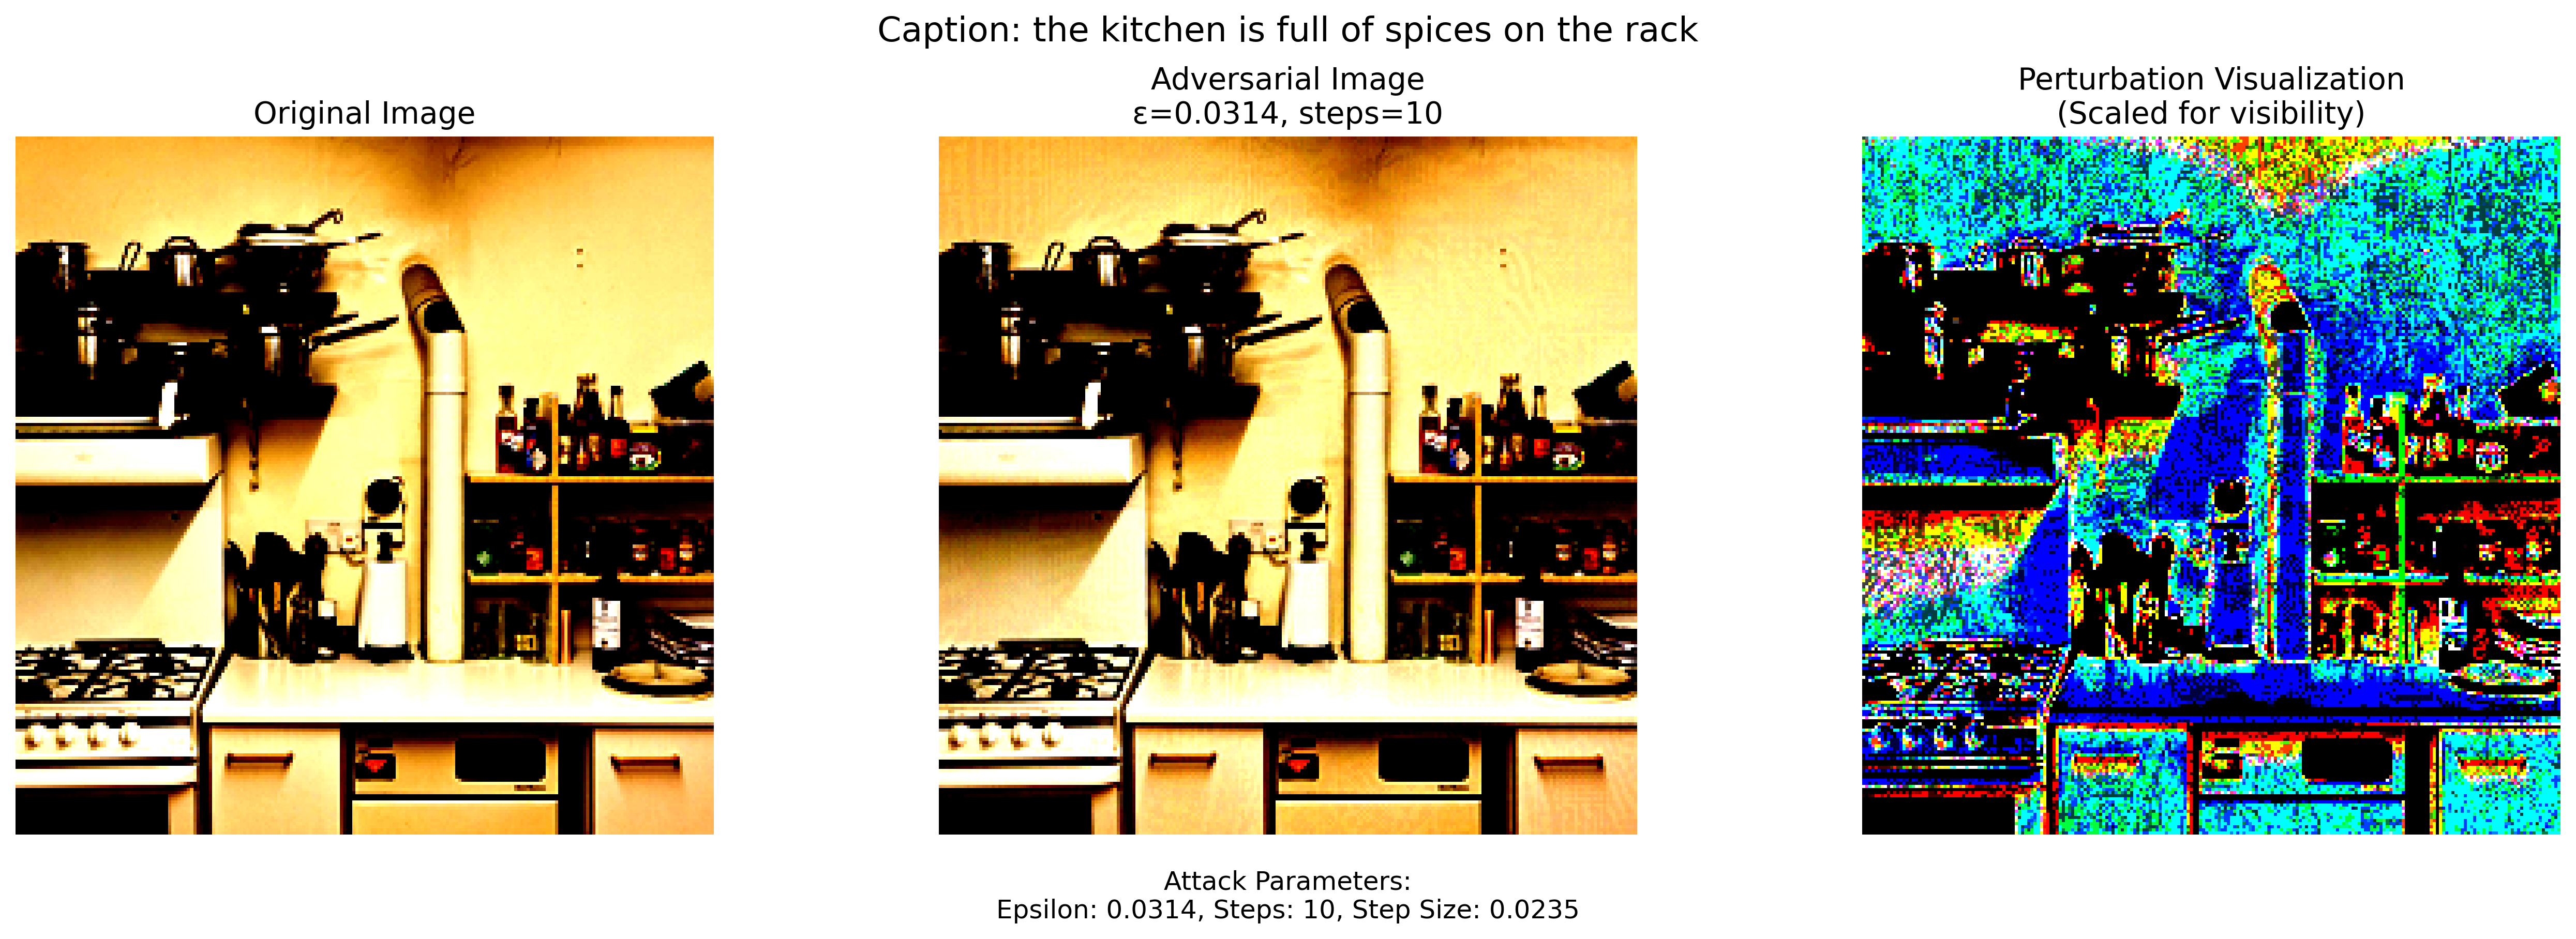 Caption: the kitchen is full of spices on the rack
Original Image
Adversarial Image
ε=0.0314, steps=10
Perturbation Visualization
(Scaled for visibility)
Attack Parameters:
Epsilon: 0.0314, Steps: 10, Step Size: 0.0235